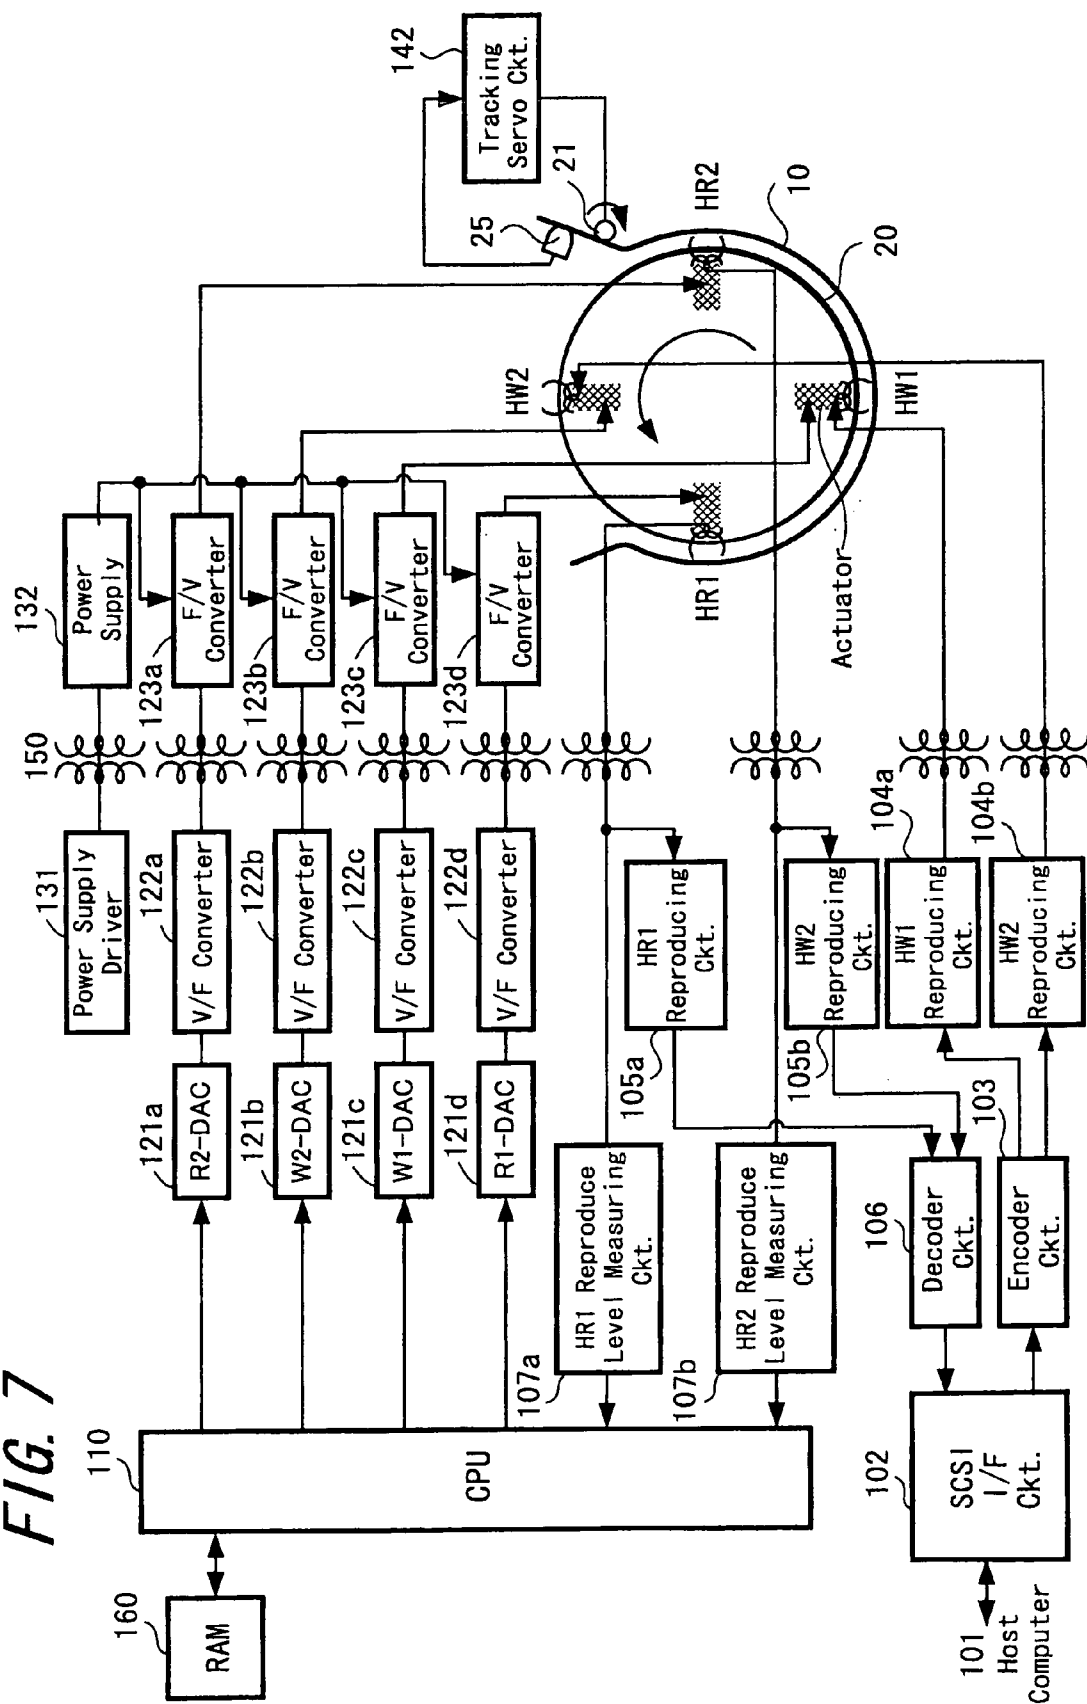 FIG. 7
160
RAM
110
CPU
101
Host
Computer
102
SCSI
I/F
Ckt.
131
Power Supply
Driver
150
132
Power
Supply
121a
R2-DAC
122a
V/F Converter
123a
F/V
Converter
121b
W2-DAC
122b
V/F Converter
123b
F/V
Converter
121c
W1-DAC
122c
V/F Converter
123c
F/V
Converter
121d
R1-DAC
122d
V/F Converter
123d
F/V
Converter
107a
HR1 Reproduce
Level Measuring
Ckt.
105a
HR1
Reproducing
Ckt.
107b
HR2 Reproduce
Level Measuring
Ckt.
105b
HW2
Reproducing
Ckt.
106
Decoder
Ckt.
103
Encoder
Ckt.
104a
HW1
Reproducing
Ckt.
104b
HW2
Reproducing
Ckt.
142
Tracking
Servo Ckt.
25
21
HW2
HR2
HR1
HW1
10
20
Actuator